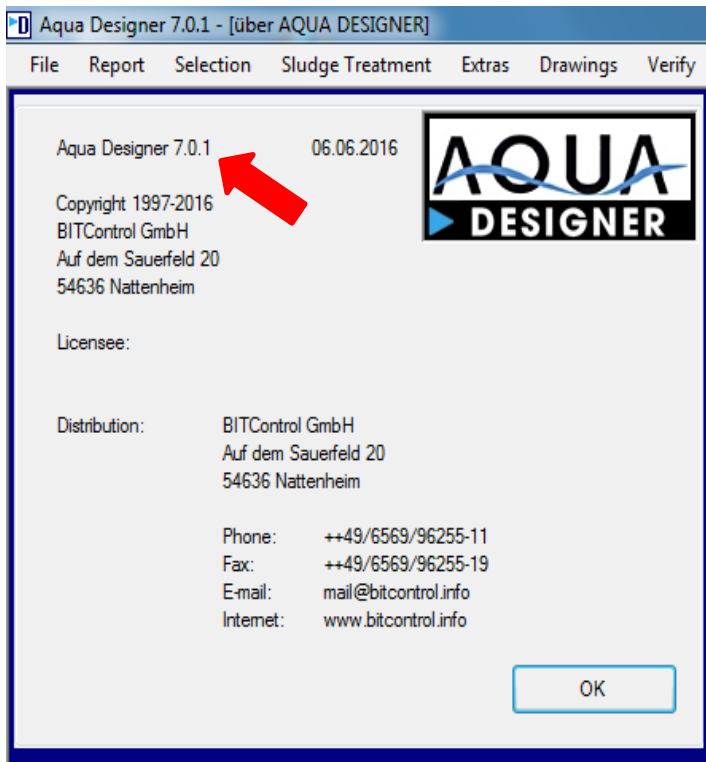 Aqua Designer 7.0.1 - [über AQUA DESIGNER]
File Report Selection Sludge Treatment Extras Drawings Verify
Aqua Designer 7.0.1 06.06.2016
AQUA
DESIGNER
Copyright 1997-2016
BITControl GmbH
Auf dem Sauerfeld 20
54636 Nattenheim
Licensee:
Distribution: BITControl GmbH
Auf dem Sauerfeld 20
54636 Nattenheim
Phone: ++49/6569/96255-11
Fax: ++49/6569/96255-19
E-mail: mail@bitcontrol.info
Internet: www.bitcontrol.info
OK